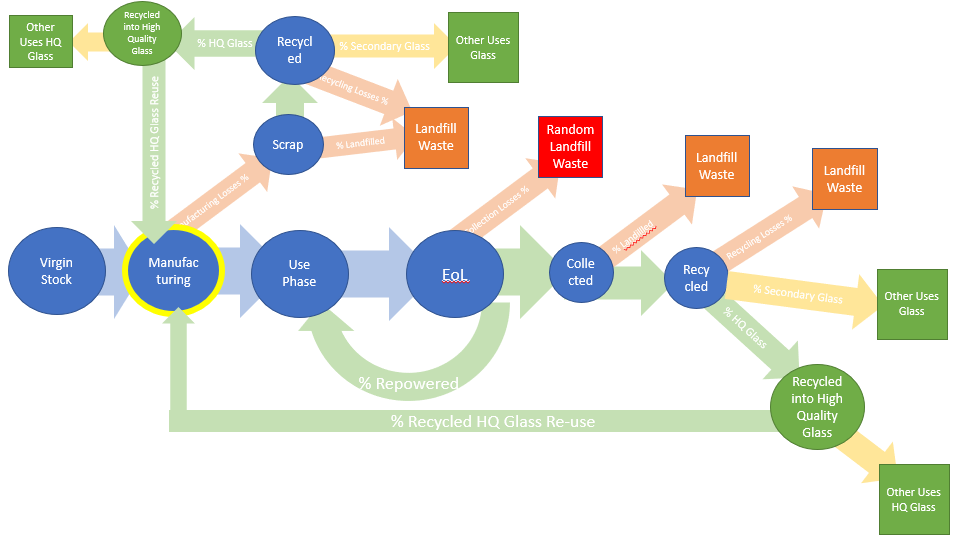 Other
Uses HQ
Glass
Recycled
into High
Quality
Glass
% HQ Glass
Recycl
ed
% Secondary Glass
Other Uses
Glass
Recycling Losses %
Landfill
Waste
% Recycled HQ Glass Reuse
Scrap
% Landfilled
Random
Landfill
Waste
Landfill
Waste
Landfill
Waste
Manufacturing Losses %
Collection Losses %
% Landfilled
Recycling Losses %
Virgin
Stock
Manufac
turing
Use
Phase
EoL
Colle
cted
Recy
cled
% Secondary Glass
Other Uses
Glass
% HQ Glass
% Repowered
Recycled
into High
Quality
Glass
% Recycled HQ Glass Re-use
Other Uses
HQ Glass